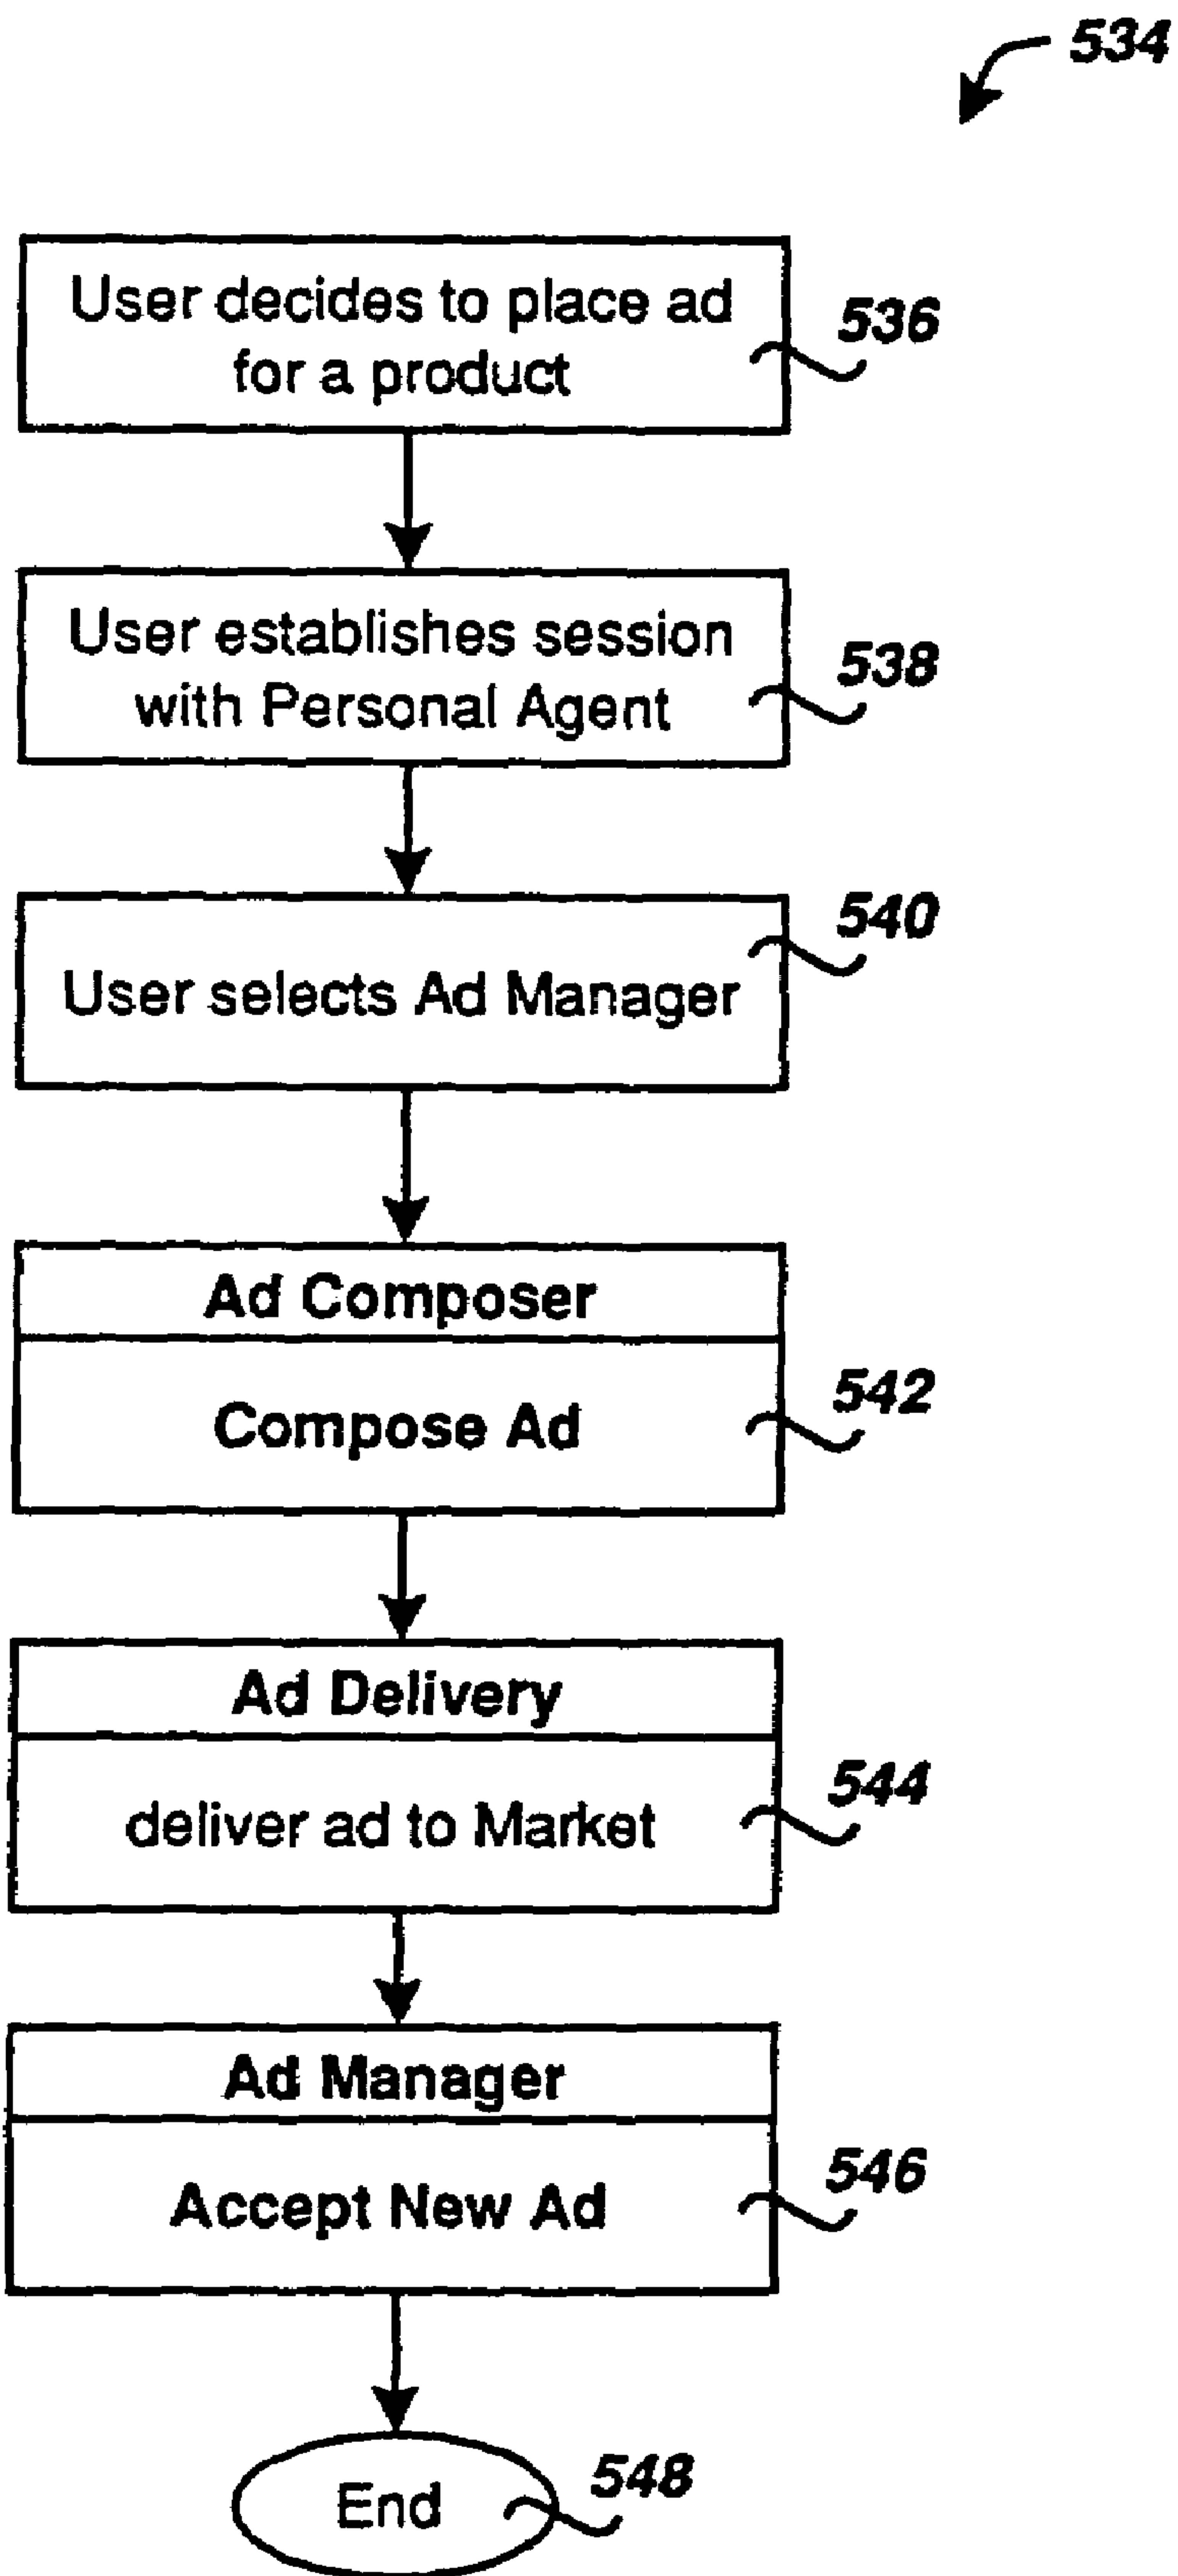 534
User decides to place ad
for a product
536
User establishes session
with Personal Agent
538
540
User selects Ad Manager
Ad Composer
Compose Ad
542
Ad Delivery
deliver ad to Market
544
Ad Manager
Accept New Ad
546
End
548